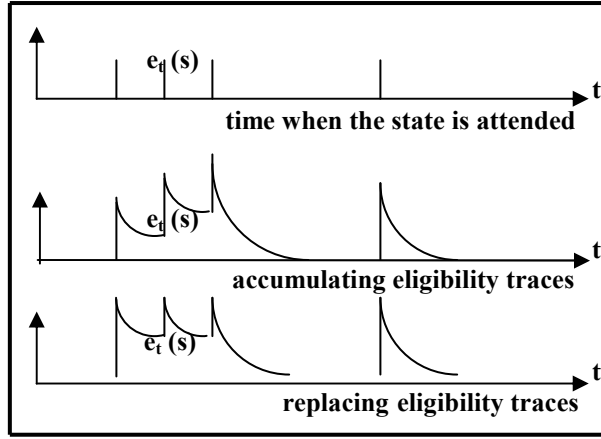 e_t (s)
t
time when the state is attended
e_t (s)
t
accumulating eligibility traces
e_t (s)
t
replacing eligibility traces